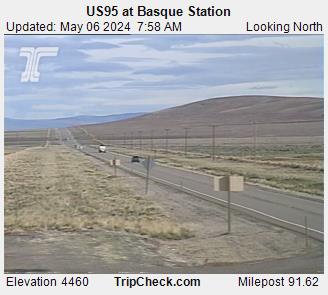 US95 at Basque Station
Updated: May 06 2024 7:58 AM Looking North
Elevation 4460 TripCheck.com Milepost 91.62